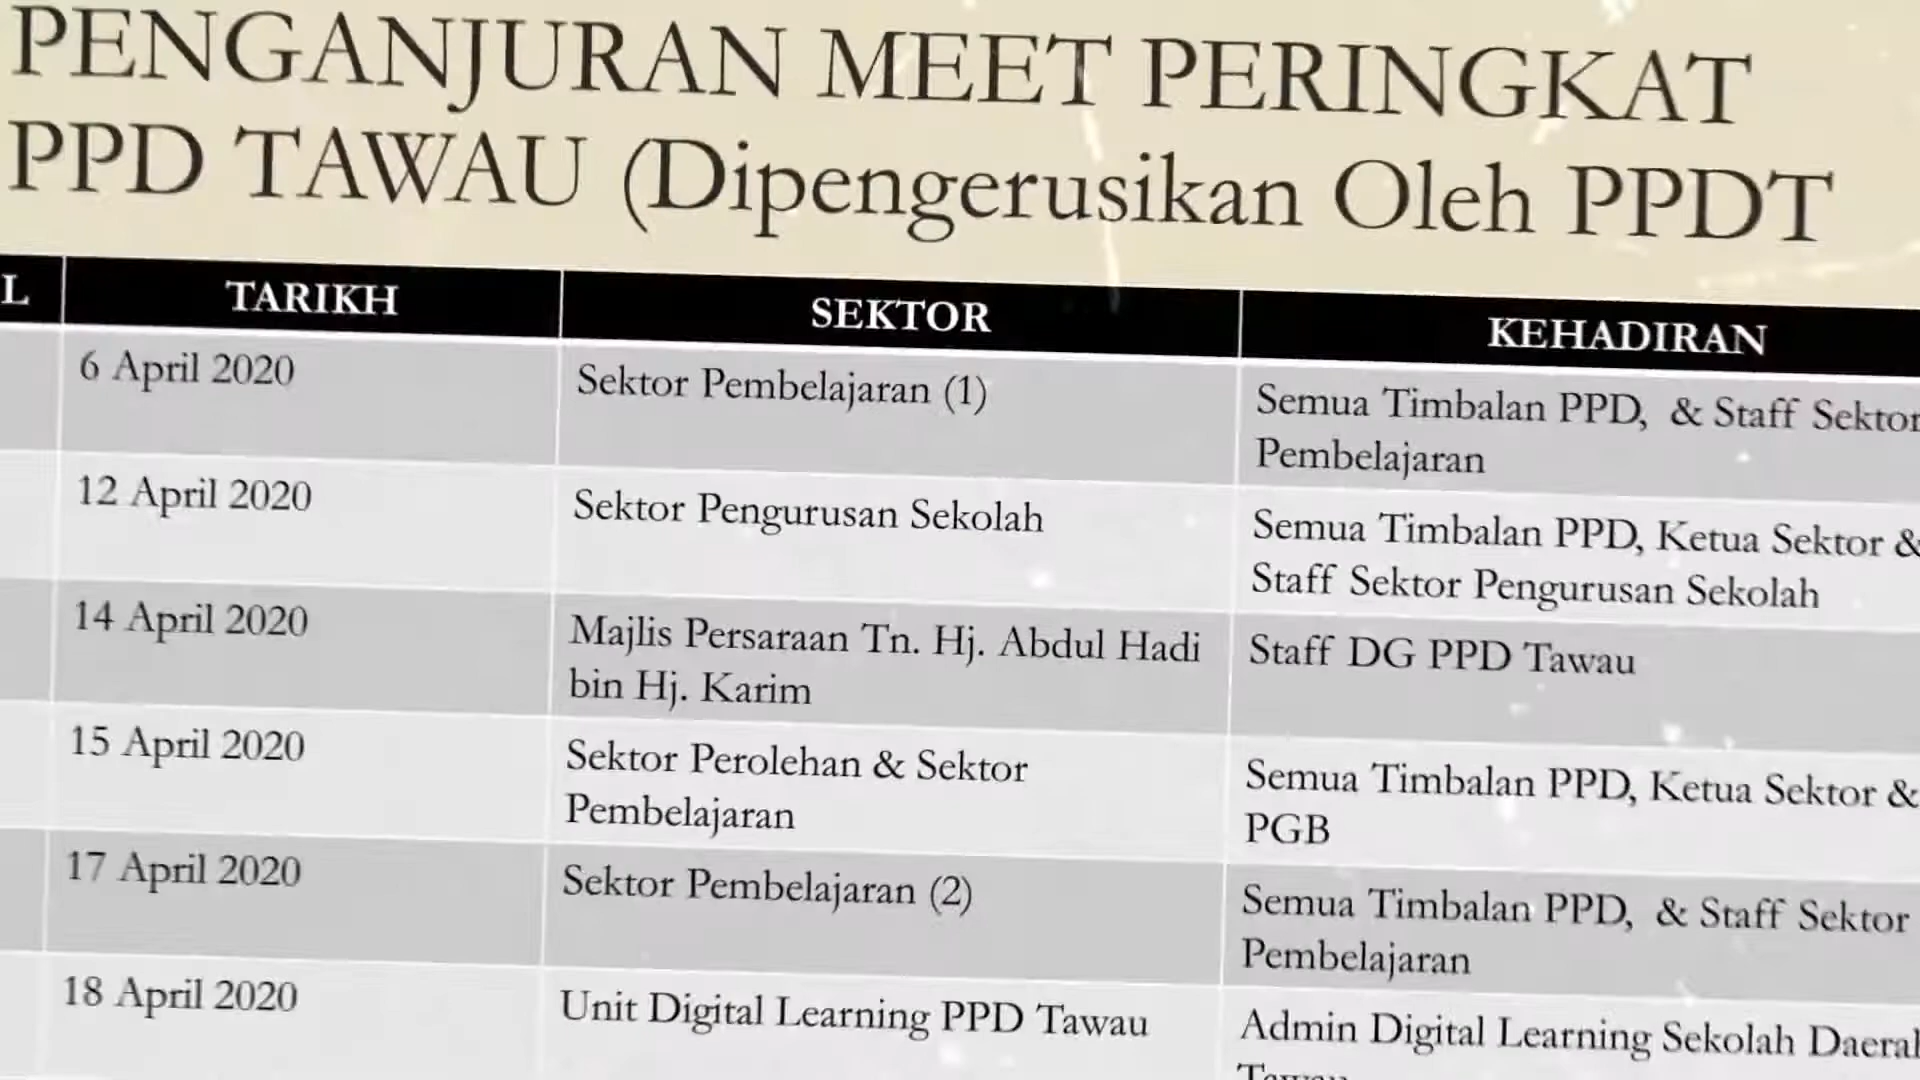 PENGANJURAN MEET PERINGKAT
PPD TAWAU (Dipengerusikan Oleh PPDT
L TARIKH SEKTOR KEHADIRAN
6 April 2020 Sektor Pembelajaran (1) Semua Timbalan PPD, & Staff Sektor
Pembelajaran
12 April 2020 Sektor Pengurusan Sekolah Semua Timbalan PPD, Ketua Sektor &
Staff Sektor Pengurusan Sekolah
14 April 2020 Majlis Persaraan Tn. Hj. Abdul Hadi Staff DG PPD Tawau
bin Hj. Karim
15 April 2020 Sektor Perolehan & Sektor Semua Timbalan PPD, Ketua Sektor &
Pembelajaran PGB
17 April 2020 Sektor Pembelajaran (2) Semua Timbalan PPD, & Staff Sektor
Pembelajaran
18 April 2020 Unit Digital Learning PPD Tawau Admin Digital Learning Sekolah Daerah